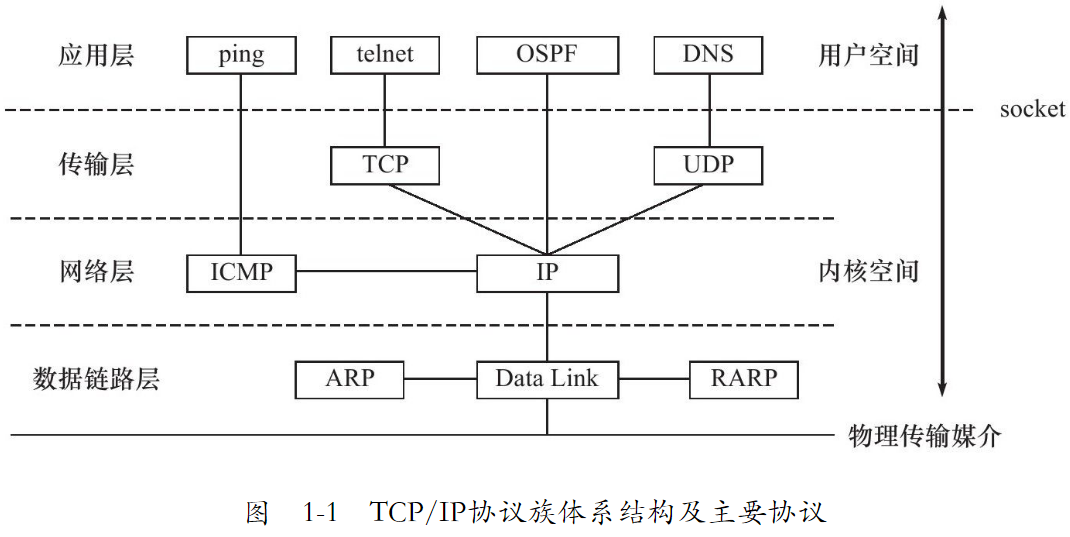 应用层 ping telnet OSPF DNS 用户空间
socket
传输层 TCP UDP
网络层 ICMP IP 内核空间
数据链路层 ARP Data Link RARP
物理传输媒介
图 1-1 TCP/IP协议族体系结构及主要协议